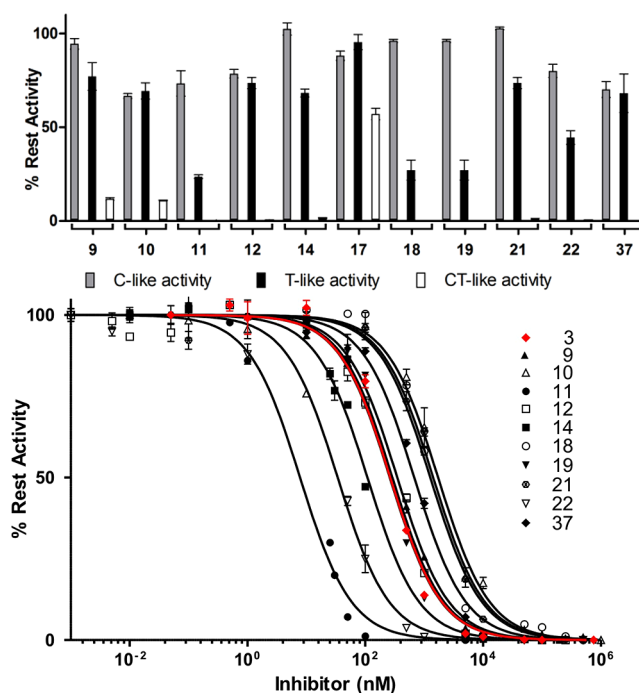 100
% Rest Activity
50
0
9 10 11 12 14 17 18 19 21 22 37
C-like activity T-like activity CT-like activity
100
% Rest Activity
50
0
3
9
10
11
12
14
18
19
21
22
37
10⁻² 10⁰ 10² 10⁴ 10⁶
Inhibitor (nM)